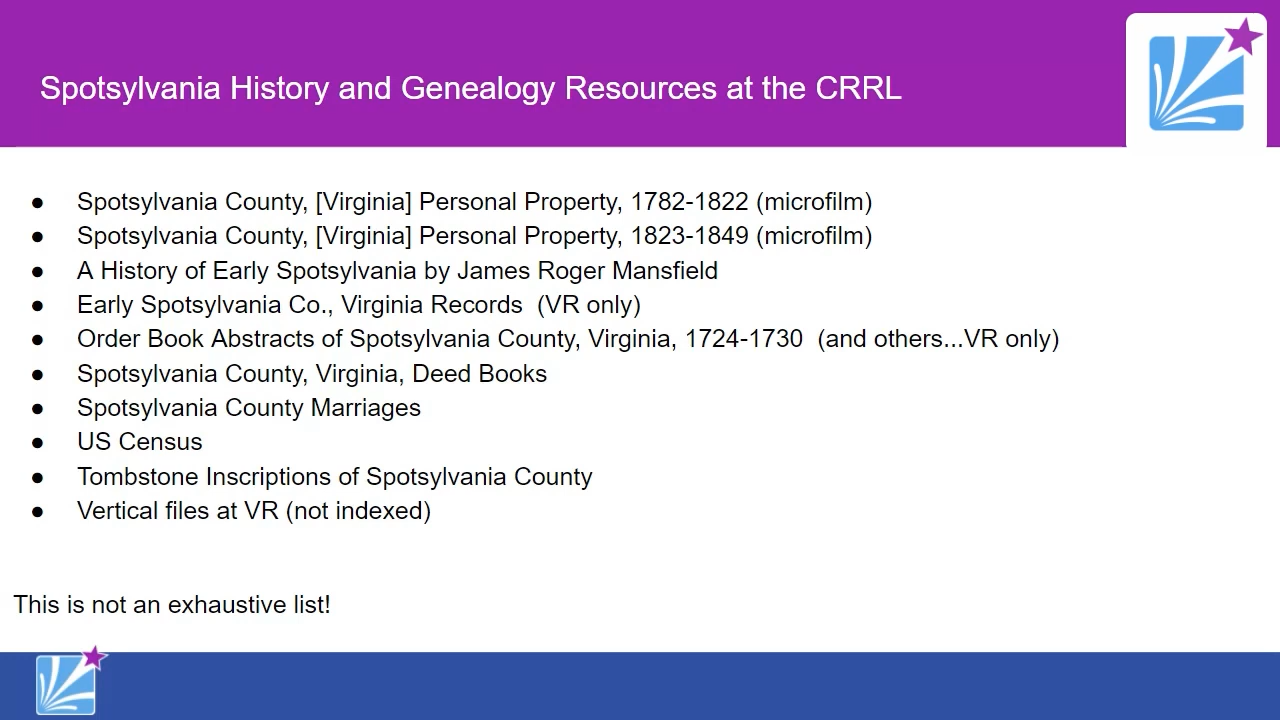 Spotsylvania History and Genealogy Resources at the CRRL
● Spotsylvania County, [Virginia] Personal Property, 1782-1822 (microfilm)
● Spotsylvania County, [Virginia] Personal Property, 1823-1849 (microfilm)
● A History of Early Spotsylvania by James Roger Mansfield
● Early Spotsylvania Co., Virginia Records  (VR only)
● Order Book Abstracts of Spotsylvania County, Virginia, 1724-1730  (and others...VR only)
● Spotsylvania County, Virginia, Deed Books
● Spotsylvania County Marriages
● US Census
● Tombstone Inscriptions of Spotsylvania County
● Vertical files at VR (not indexed)
This is not an exhaustive list!